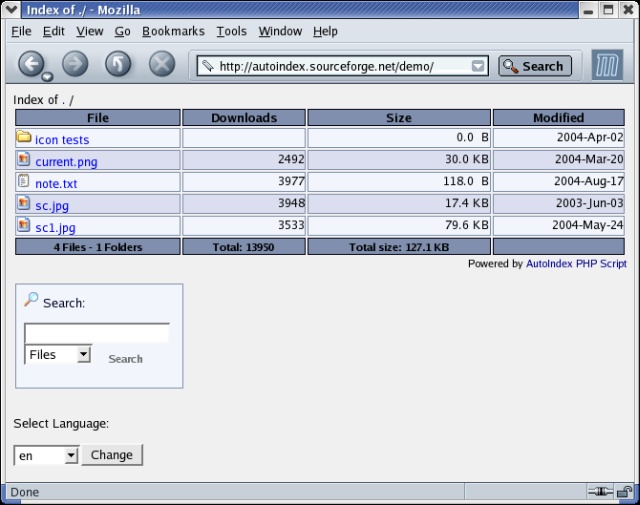 Index of ./ - Mozilla
File Edit View Go Bookmarks Tools Window Help
http://autoindex.sourceforge.net/demo/ Search
Index of . /
File Downloads Size Modified
icon tests 0.0 B 2004-Apr-02
current.png 2492 30.0 KB 2004-Mar-20
note.txt 3977 118.0 B 2004-Aug-17
sc.jpg 3948 17.4 KB 2003-Jun-03
sc1.jpg 3533 79.6 KB 2004-May-24
4 Files - 1 Folders Total: 13950 Total size: 127.1 KB
Powered by AutoIndex PHP Script
Search:
Files Search
Select Language:
en Change
Done